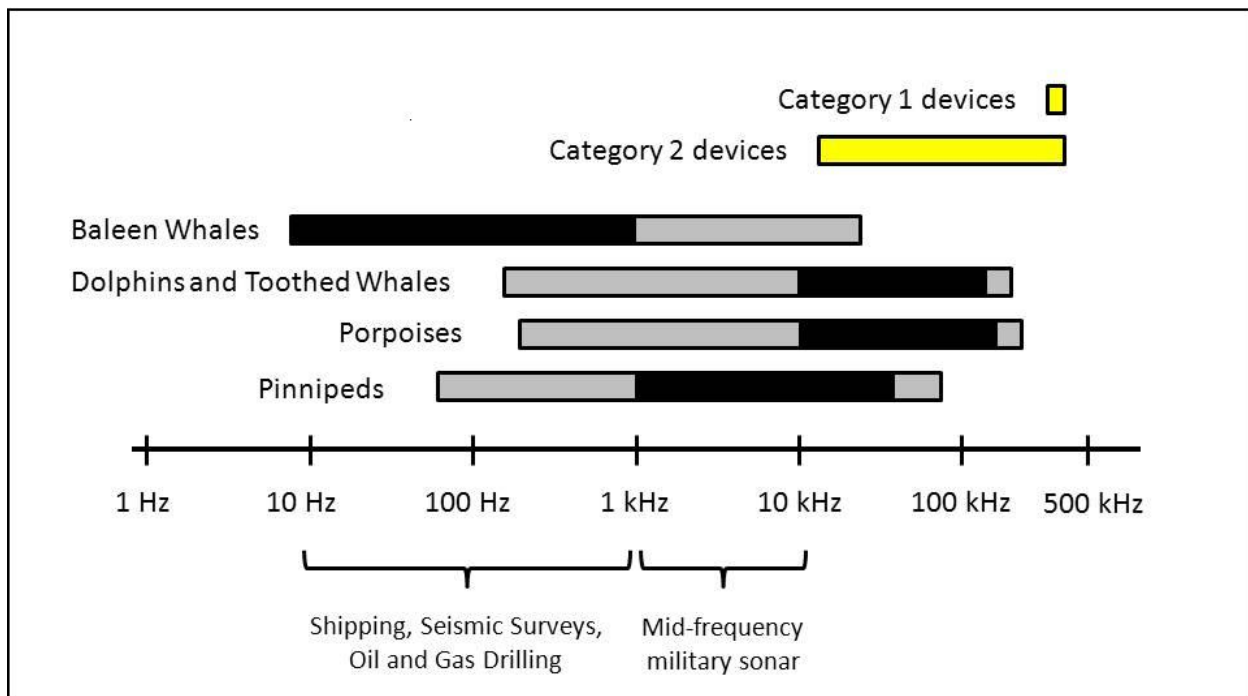 Category 1 devices
Category 2 devices
Baleen Whales
Dolphins and Toothed Whales
Porpoises
Pinnipeds
1 Hz 10 Hz 100 Hz 1 kHz 10 kHz 100 kHz 500 kHz
Shipping, Seismic Surveys,
Oil and Gas Drilling
Mid-frequency
military sonar